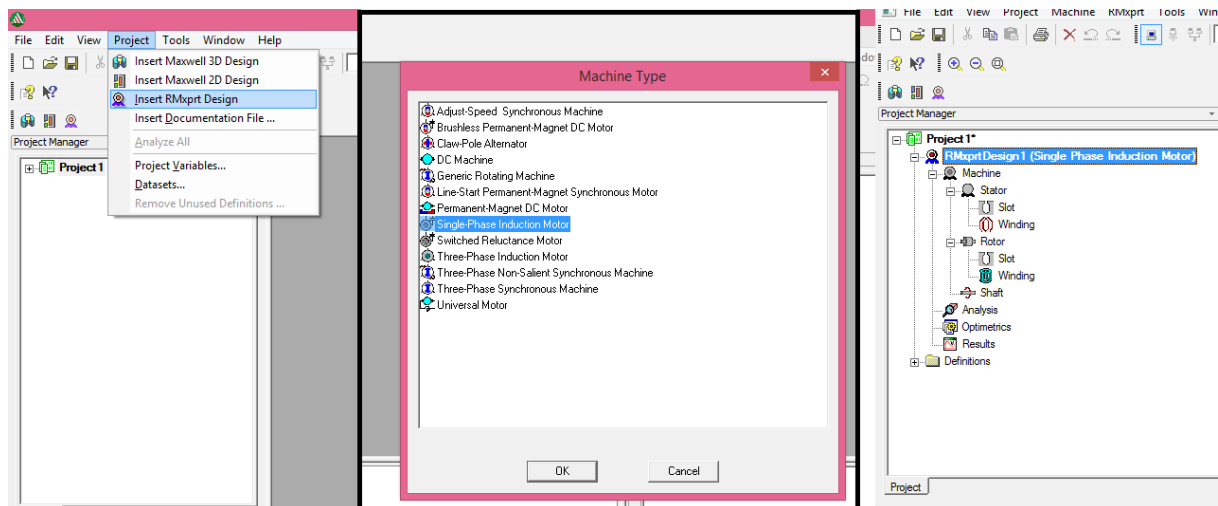 File Edit View Project Tools Window Help
Insert Maxwell 3D Design
Insert Maxwell 2D Design
Insert RMxprt Design
Insert Documentation File ...
Analyze All
Project Variables...
Datasets...
Remove Unused Definitions ...
Project Manager
Project1
Machine Type
Adjust-Speed Synchronous Machine
Brushless Permanent-Magnet DC Motor
Claw-Pole Alternator
DC Machine
Generic Rotating Machine
Line-Start Permanent-Magnet Synchronous Motor
Permanent-Magnet DC Motor
Single-Phase Induction Motor
Switched Reluctance Motor
Three-Phase Induction Motor
Three-Phase Non-Salient Synchronous Machine
Three-Phase Synchronous Machine
Universal Motor
OK Cancel
File Edit View Project Machine RMxprt Tools Win
Project Manager
Project1*
RMxprtDesign1 (Single Phase Induction Motor)
Machine
Stator
Slot
Winding
Rotor
Slot
Winding
Shaft
Analysis
Optimetrics
Results
Definitions
Project